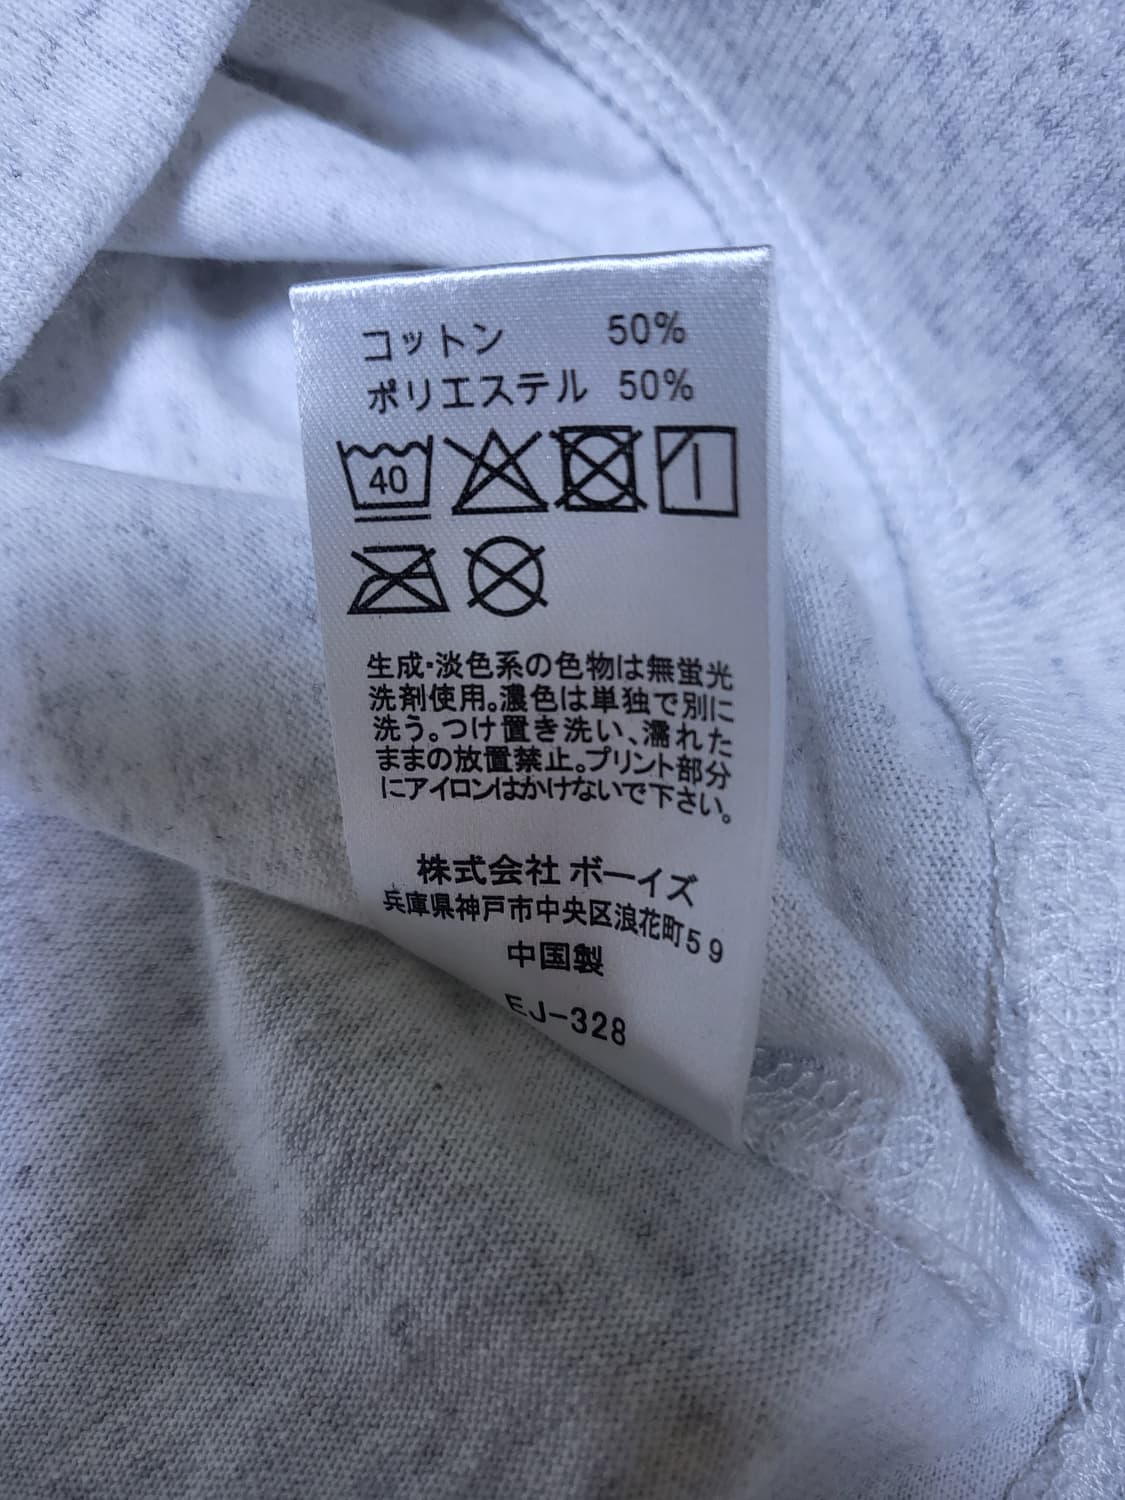 コットン 50%
ポリエステル 50%
40
生成・淡色系の色物は無蛍光
洗剤使用。濃色は単独で別に
洗う。つけ置き洗い、濡れた
ままの放置禁止。プリント部分
にアイロンはかけないで下さい。
株式会社 ボーイズ
兵庫県神戸市中央区浪花町59
中国製
EJ-328